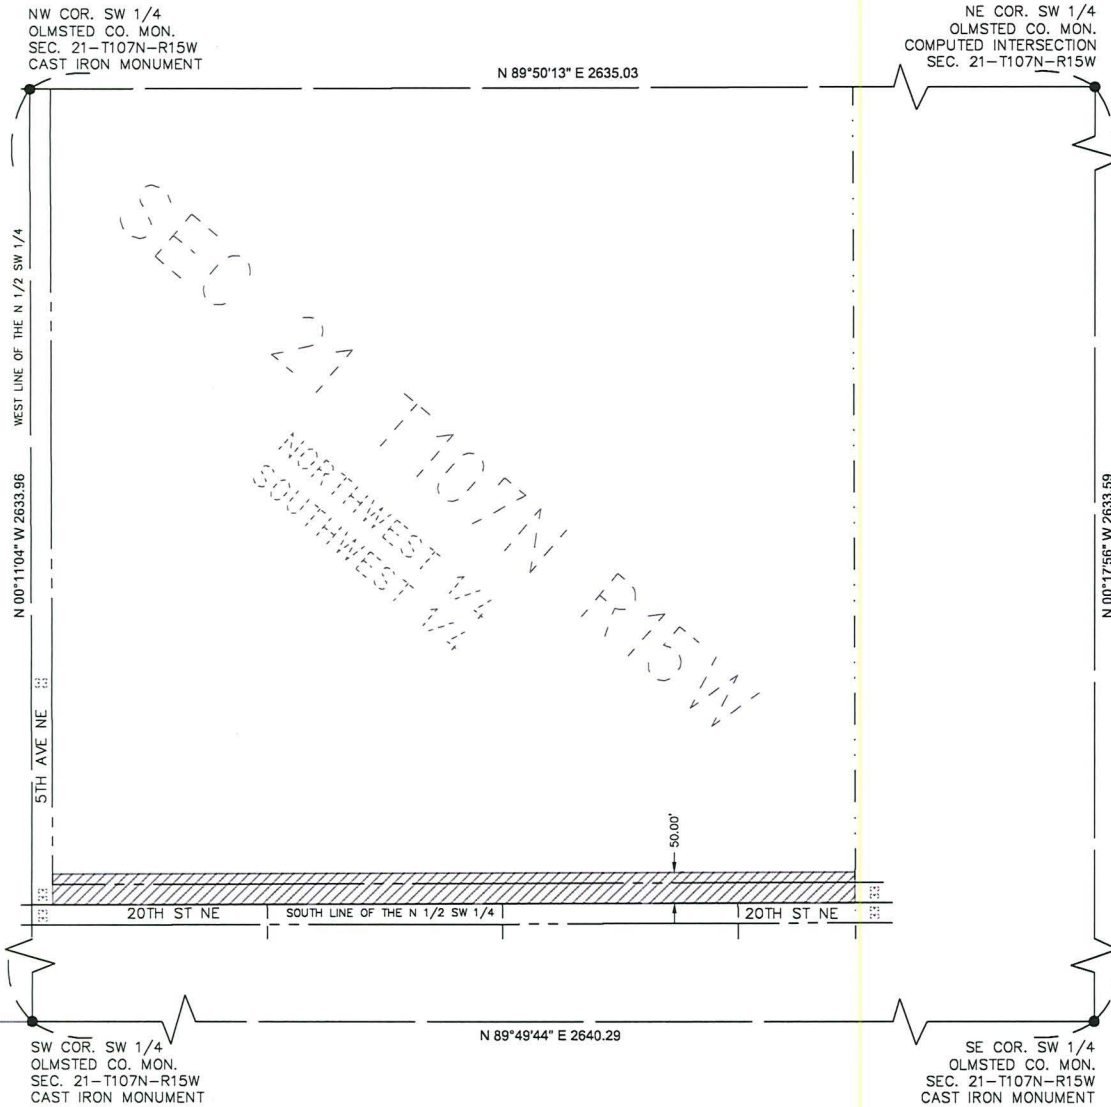 NW COR. SW 1/4
OLMSTED CO. MON.
SEC. 21-T107N-R15W
CAST IRON MONUMENT
NE COR. SW 1/4
OLMSTED CO. MON.
COMPUTED INTERSECTION
SEC. 21-T107N-R15W
N 89°50'13" E 2635.03
WEST LINE OF THE N 1/2 SW 1/4
N 00°11'04" W 2633.96
SEC 21 T107N R15W
NORTHWEST 1/4
SOUTHWEST 1/4
N 00°17'56" W 2633.59
5TH AVE NE
50.00'
20TH ST NE
SOUTH LINE OF THE N 1/2 SW 1/4
20TH ST NE
N 89°49'44" E 2640.29
SW COR. SW 1/4
OLMSTED CO. MON.
SEC. 21-T107N-R15W
CAST IRON MONUMENT
SE COR. SW 1/4
OLMSTED CO. MON.
SEC. 21-T107N-R15W
CAST IRON MONUMENT